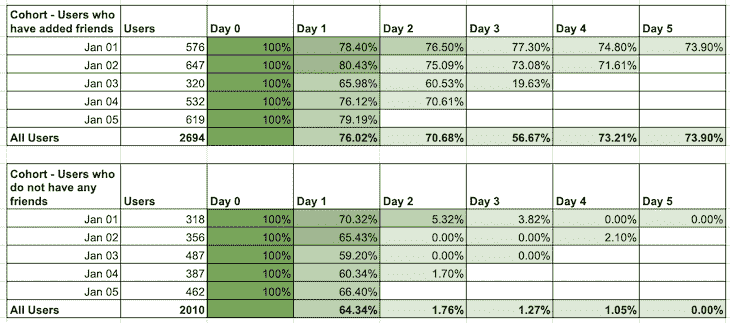 Cohort - Users who
have added friends Users Day 0 Day 1 Day 2 Day 3 Day 4 Day 5
Jan 01 576 100% 78.40% 76.50% 77.30% 74.80% 73.90%
Jan 02 647 100% 80.43% 75.09% 73.08% 71.61%
Jan 03 320 100% 65.98% 60.53% 19.63%
Jan 04 532 100% 76.12% 70.61%
Jan 05 619 100% 79.19%
All Users 2694 76.02% 70.68% 56.67% 73.21% 73.90%
Cohort - Users who
do not have any
friends Users Day 0 Day 1 Day 2 Day 3 Day 4 Day 5
Jan 01 318 100% 70.32% 5.32% 3.82% 0.00% 0.00%
Jan 02 356 100% 65.43% 0.00% 0.00% 2.10%
Jan 03 487 100% 59.20% 0.00% 0.00%
Jan 04 387 100% 60.34% 1.70%
Jan 05 462 100% 66.40%
All Users 2010 64.34% 1.76% 1.27% 1.05% 0.00%